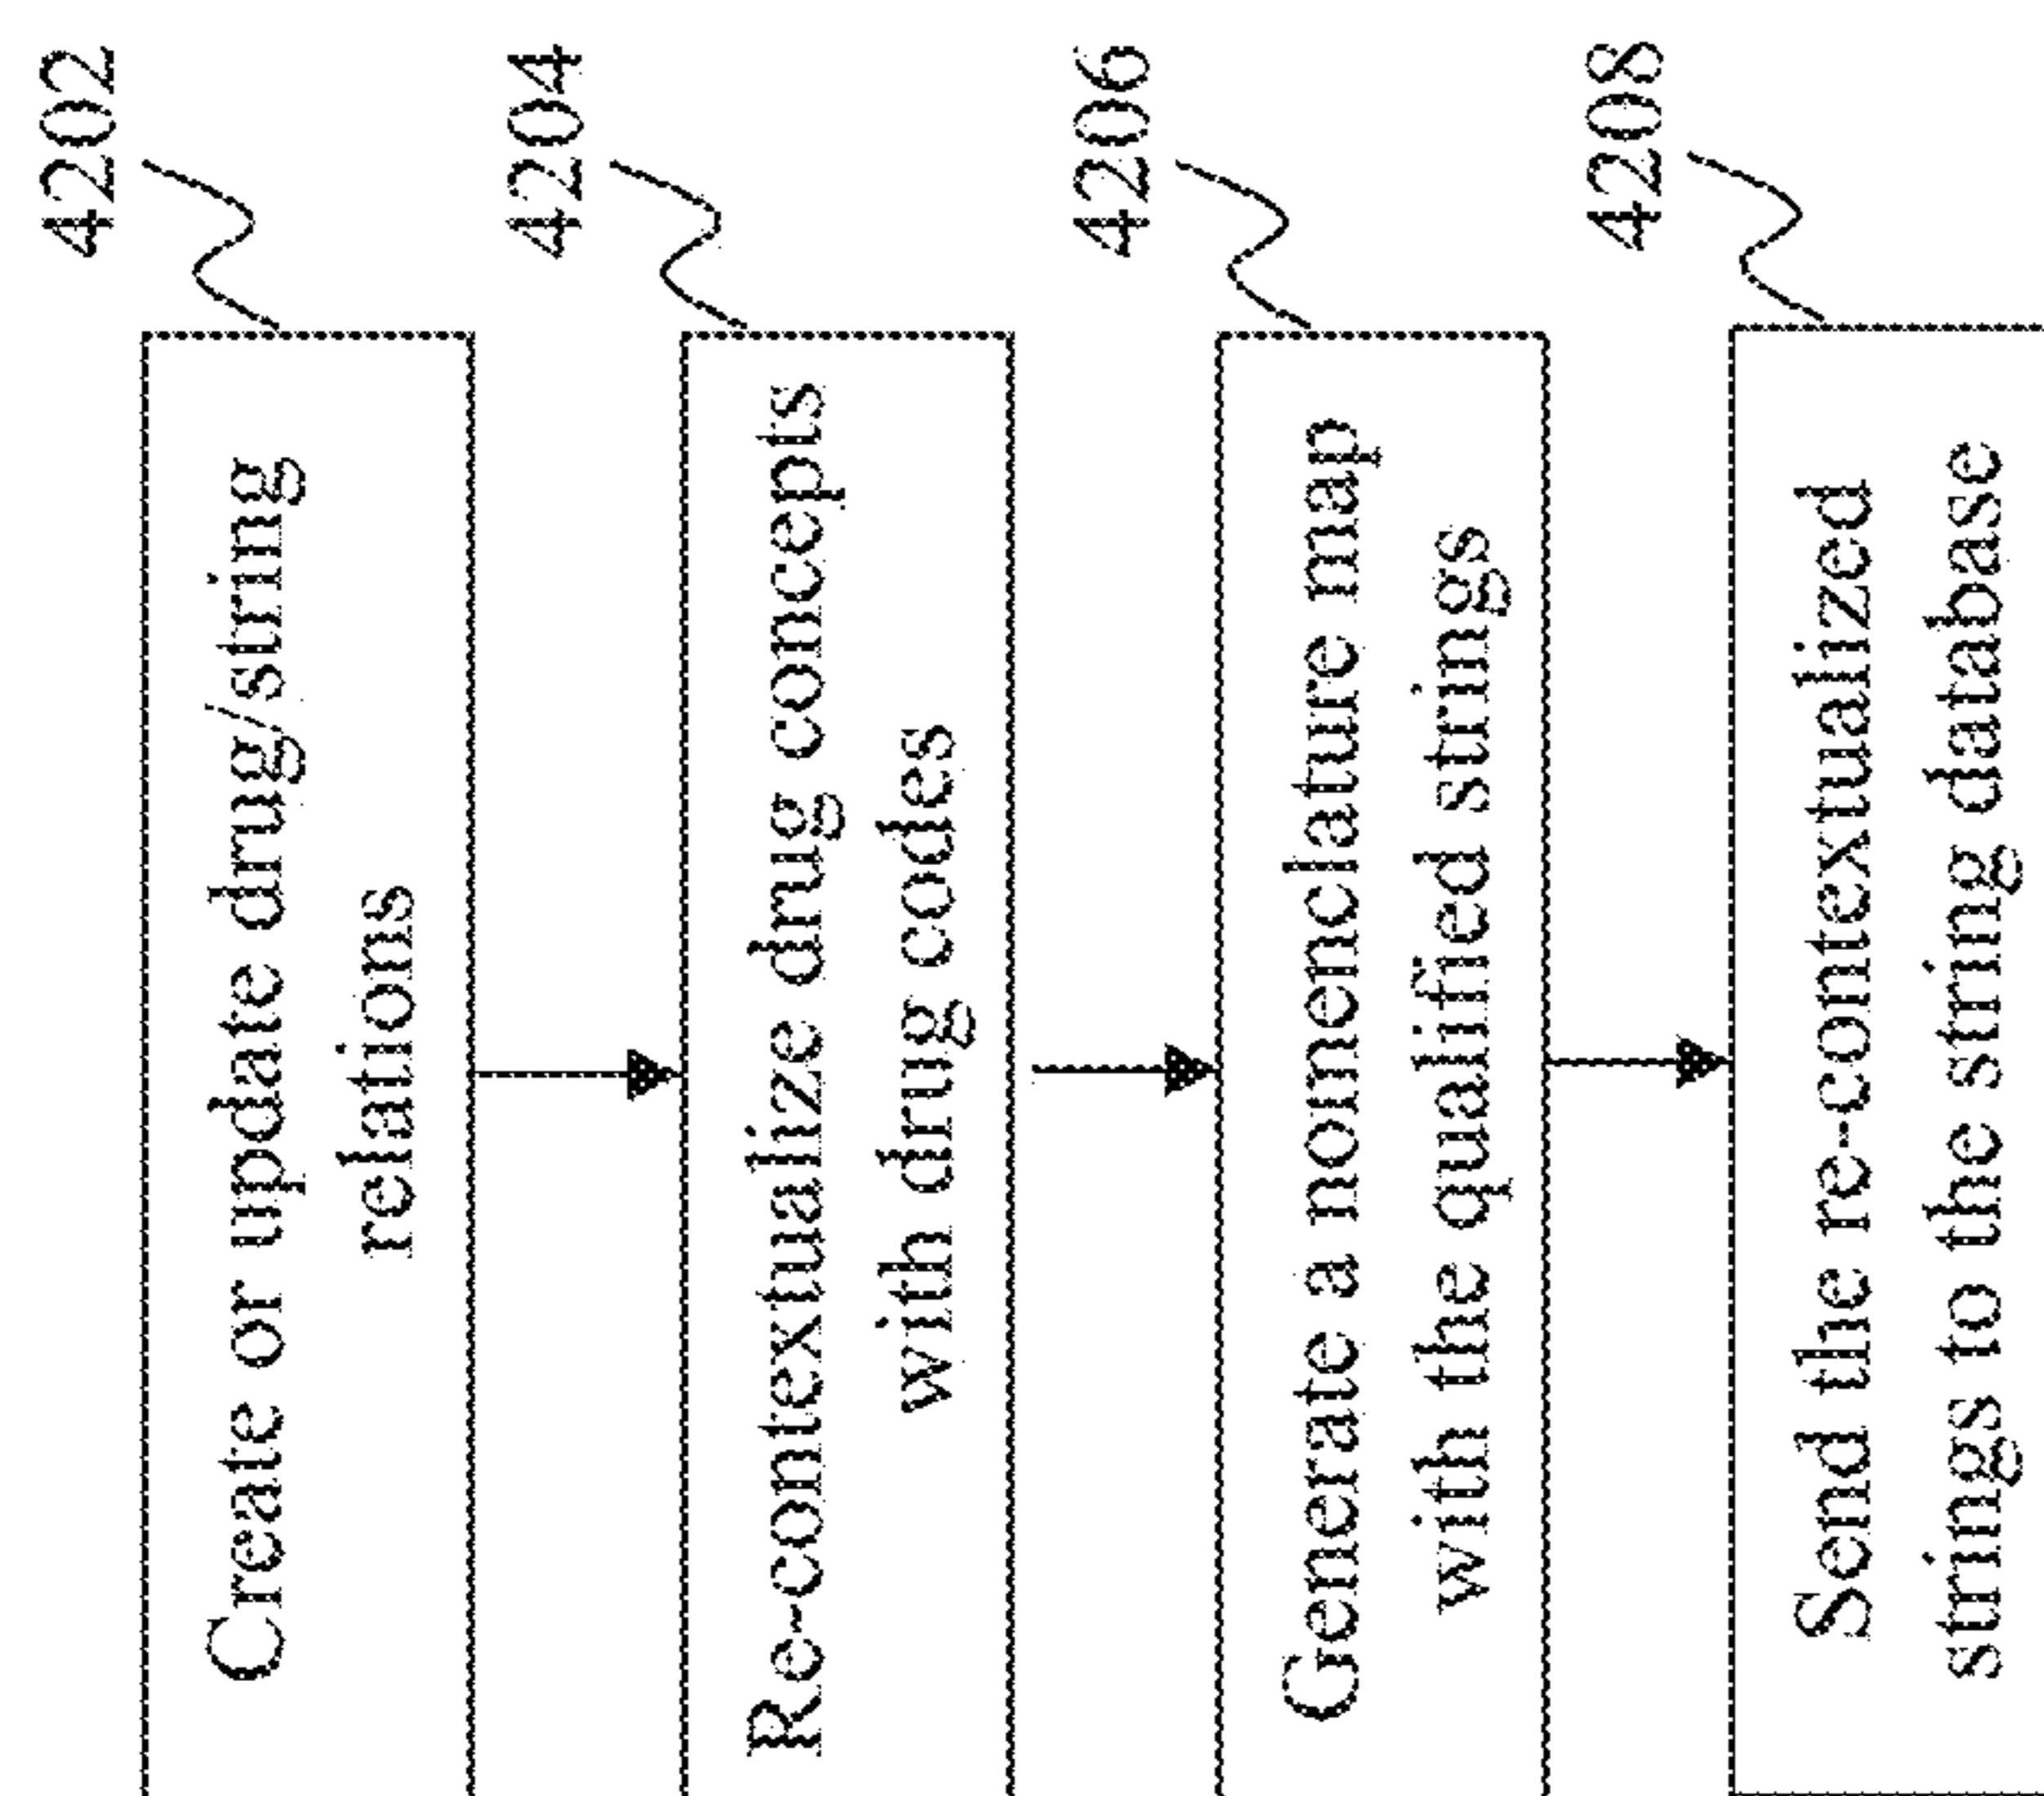 4202
Create or update drug/string
relations
4204
Re-contextualize drug concepts
with drug codes
4206
Generate a nomenclature map
with the qualified strings
4208
Send the re-contextualized
strings to the string database